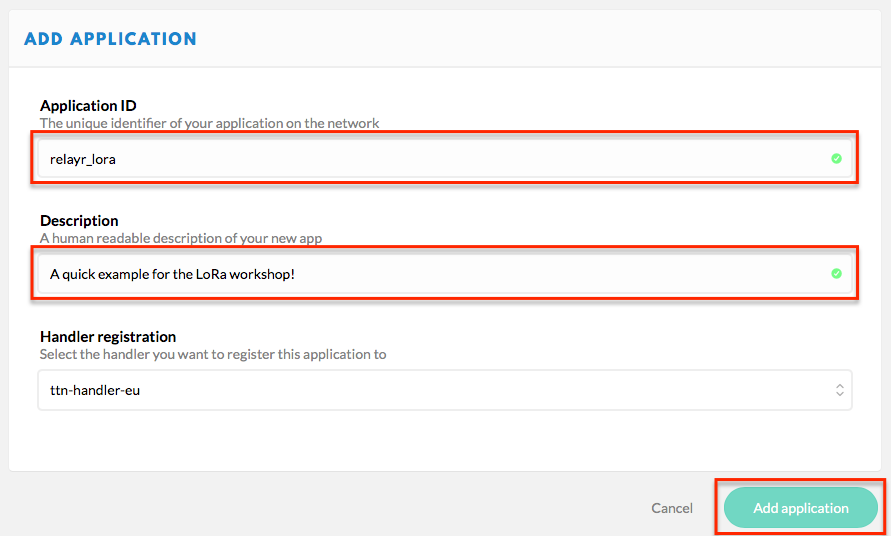 ADD APPLICATION
Application ID
The unique identifier of your application on the network
relayr_lora
Description
A human readable description of your new app
A quick example for the LoRa workshop!
Handler registration
Select the handler you want to register this application to
ttn-handler-eu
Cancel
Add application